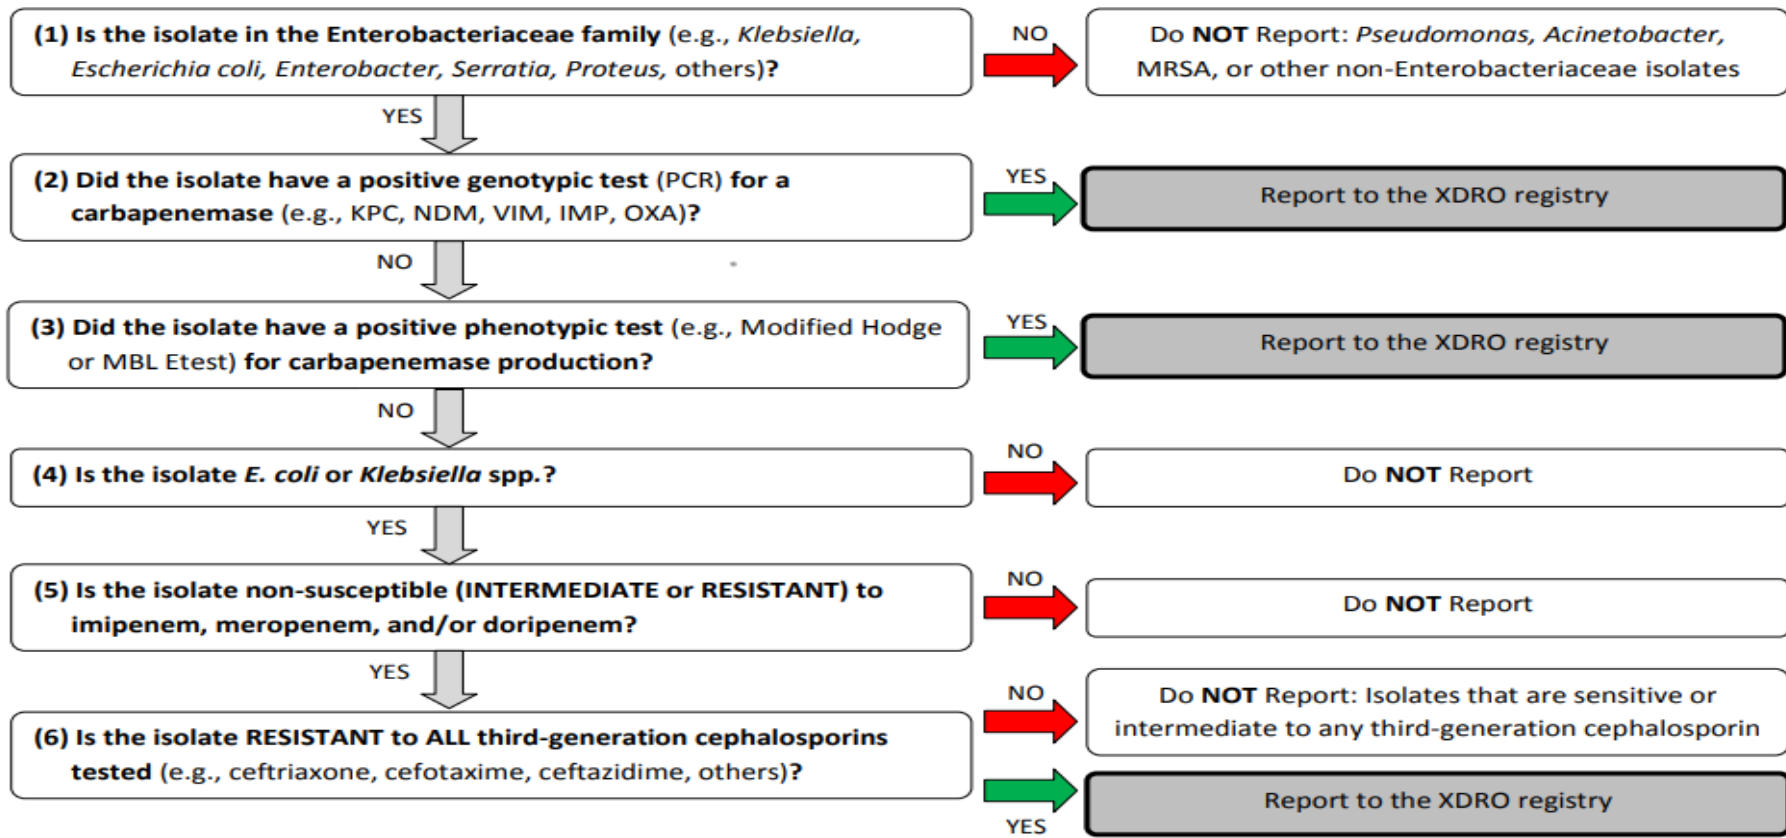 (1) Is the isolate in the Enterobacteriaceae family (e.g., Klebsiella,
Escherichia coli, Enterobacter, Serratia, Proteus, others)?
NO
Do NOT Report: Pseudomonas, Acinetobacter,
MRSA, or other non-Enterobacteriaceae isolates
YES
(2) Did the isolate have a positive genotypic test (PCR) for a
carbapenemase (e.g., KPC, NDM, VIM, IMP, OXA)?
YES
Report to the XDRO registry
NO
(3) Did the isolate have a positive phenotypic test (e.g., Modified Hodge
or MBL Etest) for carbapenemase production?
YES
Report to the XDRO registry
NO
(4) Is the isolate E. coli or Klebsiella spp.?
NO
Do NOT Report
YES
(5) Is the isolate non-susceptible (INTERMEDIATE or RESISTANT) to
imipenem, meropenem, and/or doripenem?
NO
Do NOT Report
YES
(6) Is the isolate RESISTANT to ALL third-generation cephalosporins
tested (e.g., ceftriaxone, cefotaxime, ceftazidime, others)?
NO
Do NOT Report: Isolates that are sensitive or
intermediate to any third-generation cephalosporin
YES
Report to the XDRO registry